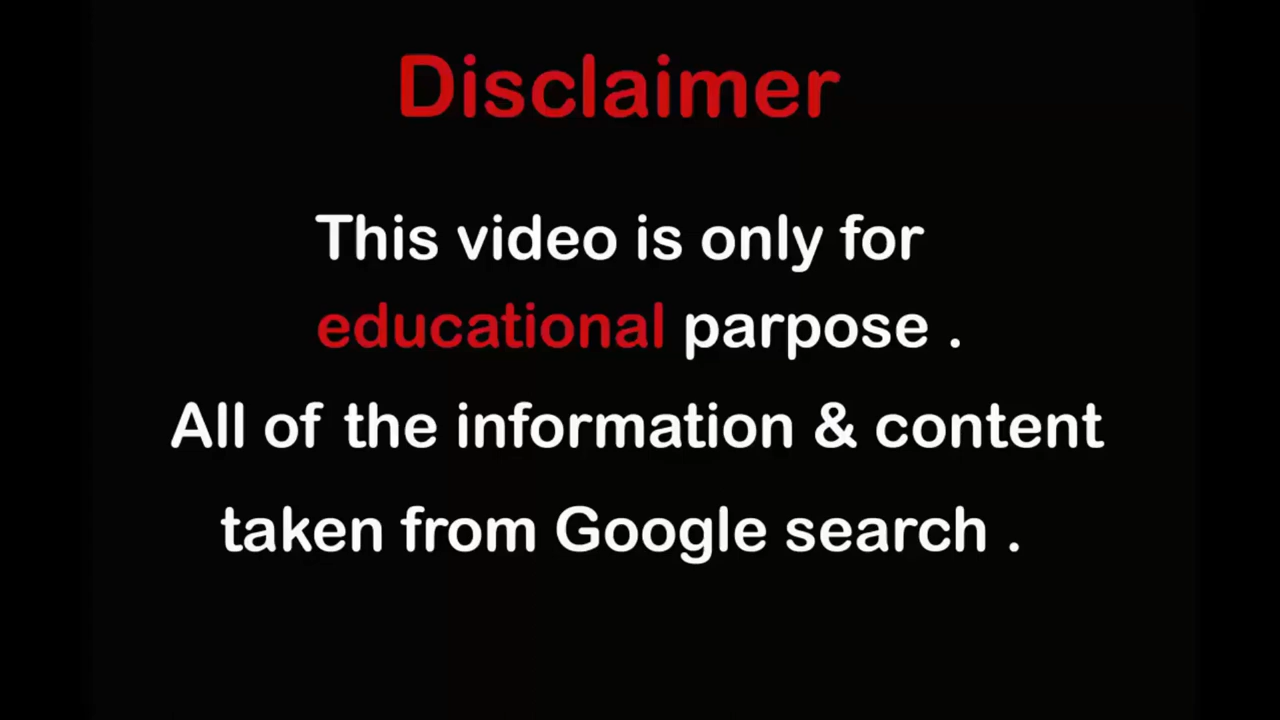 Disclaimer
This video is only for
educational parpose .
All of the information & content
taken from Google search .